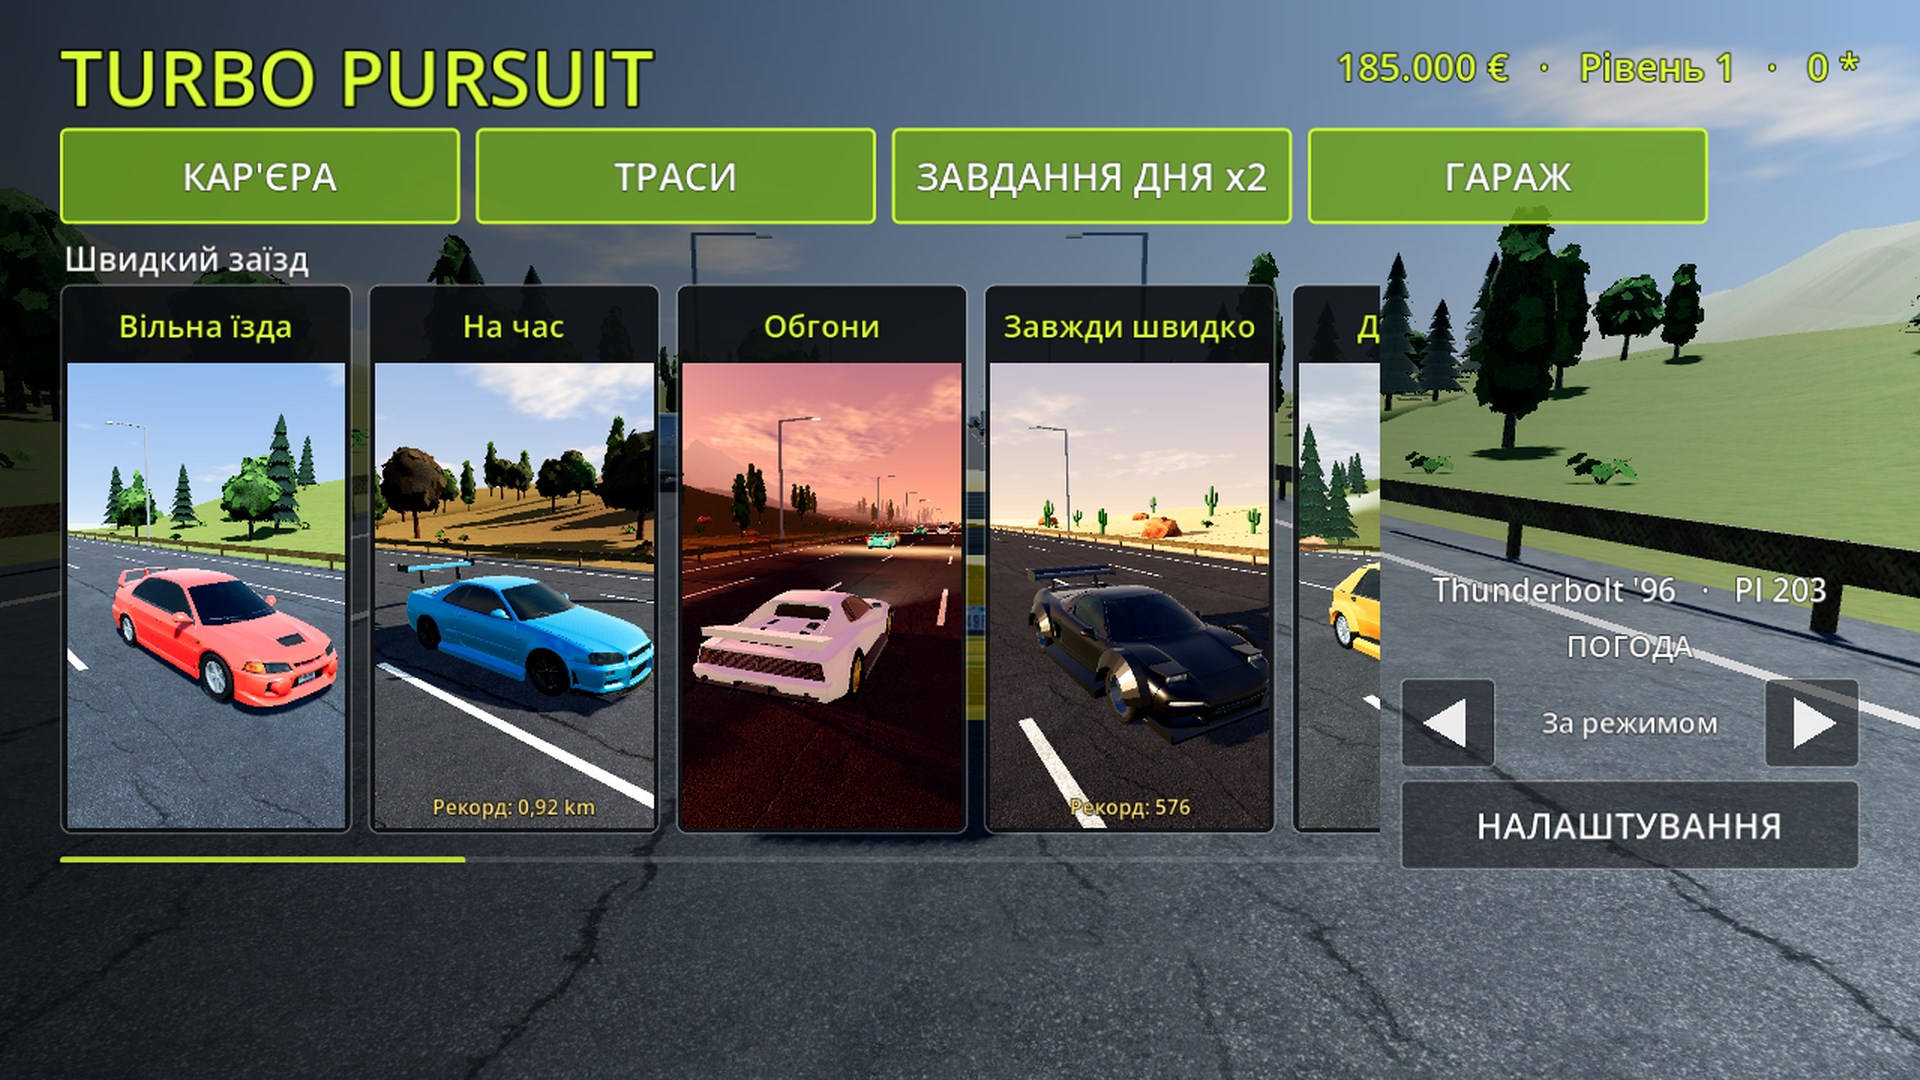 TURBO PURSUIT
185.000 € · Рівень 1 · 0 *
КАР'ЄРА
ТРАСИ
ЗАВДАННЯ ДНЯ x2
ГАРАЖ
Швидкий заїзд
Вільна їзда
На час
Обгони
Завжди швидко
Д
Рекорд: 0,92 km
Рекорд: 576
Thunderbolt '96 · PI 203
ПОГОДА
За режимом
НАЛАШТУВАННЯ